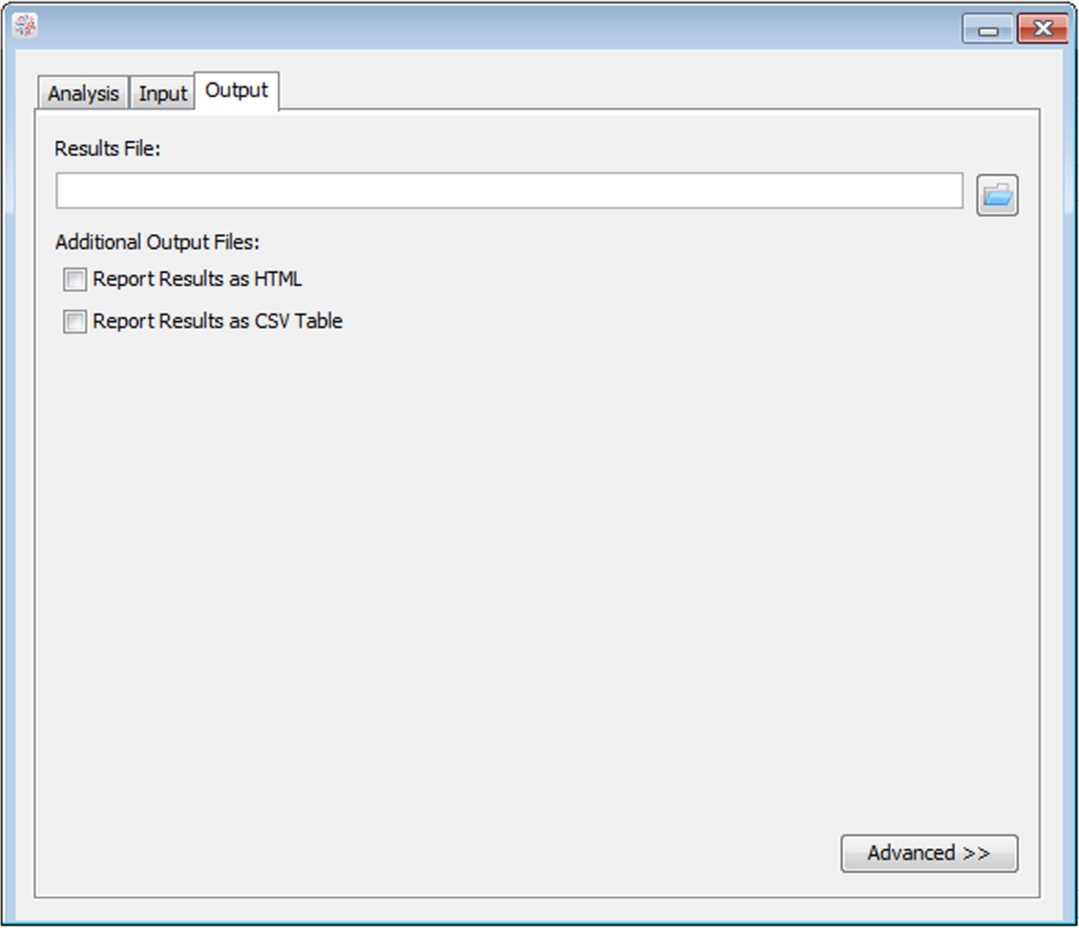 Analysis Input Output
Results File:
Additional Output Files:
Report Results as HTML
Report Results as CSV Table
Advanced >>